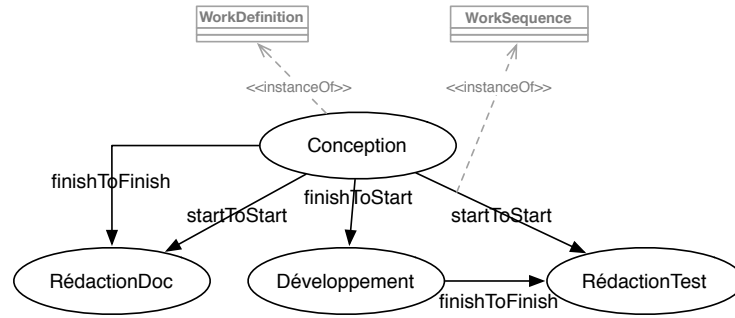 WorkDefinition
WorkSequence
<<instanceOf>>
<<instanceOf>>
Conception
finishToFinish
startToStart
finishToStart
startToStart
RédactionDoc
Développement
finishToFinish
RédactionTest